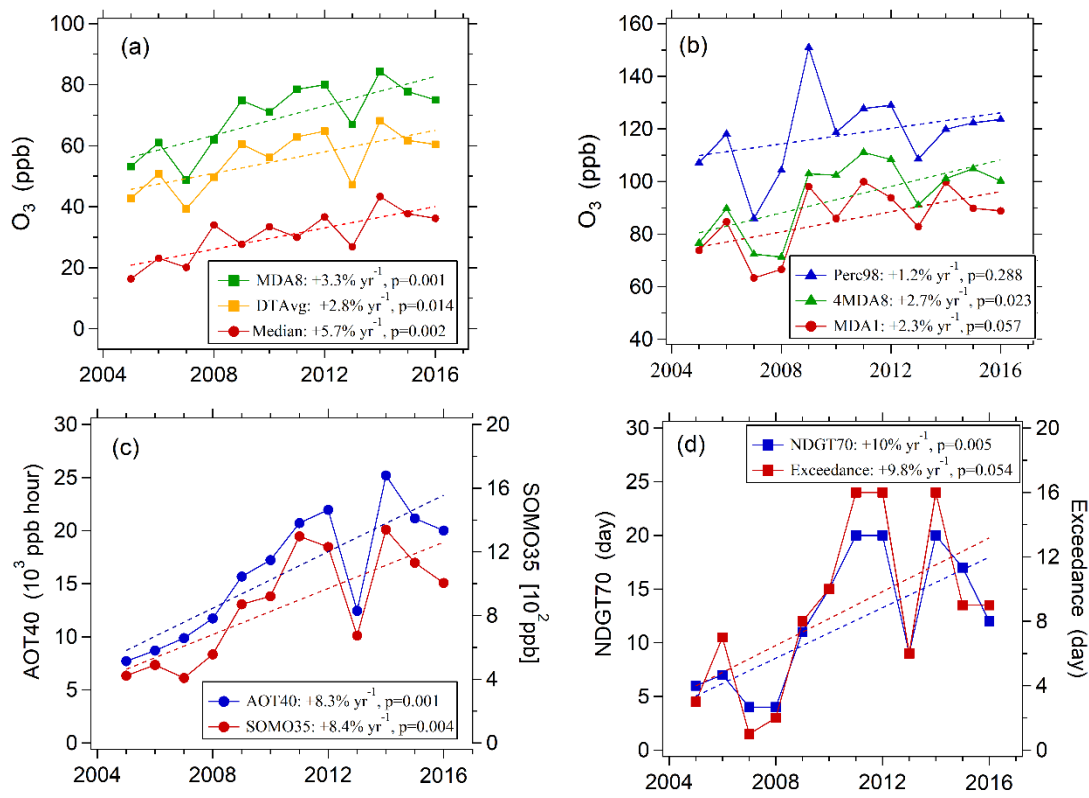 (a)
O3 (ppb)
100
80
60
40
20
0
MDA8: +3.3% yr-1, p=0.001
DTAvg: +2.8% yr-1, p=0.014
Median: +5.7% yr-1, p=0.002
2004 2008 2012 2016
(b)
O3 (ppb)
160
140
120
100
80
60
40
Perc98: +1.2% yr-1, p=0.288
4MDA8: +2.7% yr-1, p=0.023
MDA1: +2.3% yr-1, p=0.057
2004 2008 2012 2016
(c)
AOT40 (10^3 ppb hour)
30
25
20
15
10
5
0
SOMO35 [10^2 ppb]
20
16
12
8
4
0
AOT40: +8.3% yr-1, p=0.001
SOMO35: +8.4% yr-1, p=0.004
2004 2008 2012 2016
(d)
NDGT70 (day)
30
25
20
15
10
5
0
Exceedance (day)
20
16
12
8
4
0
NDGT70: +10% yr-1, p=0.005
Exceedance: +9.8% yr-1, p=0.054
2004 2008 2012 2016